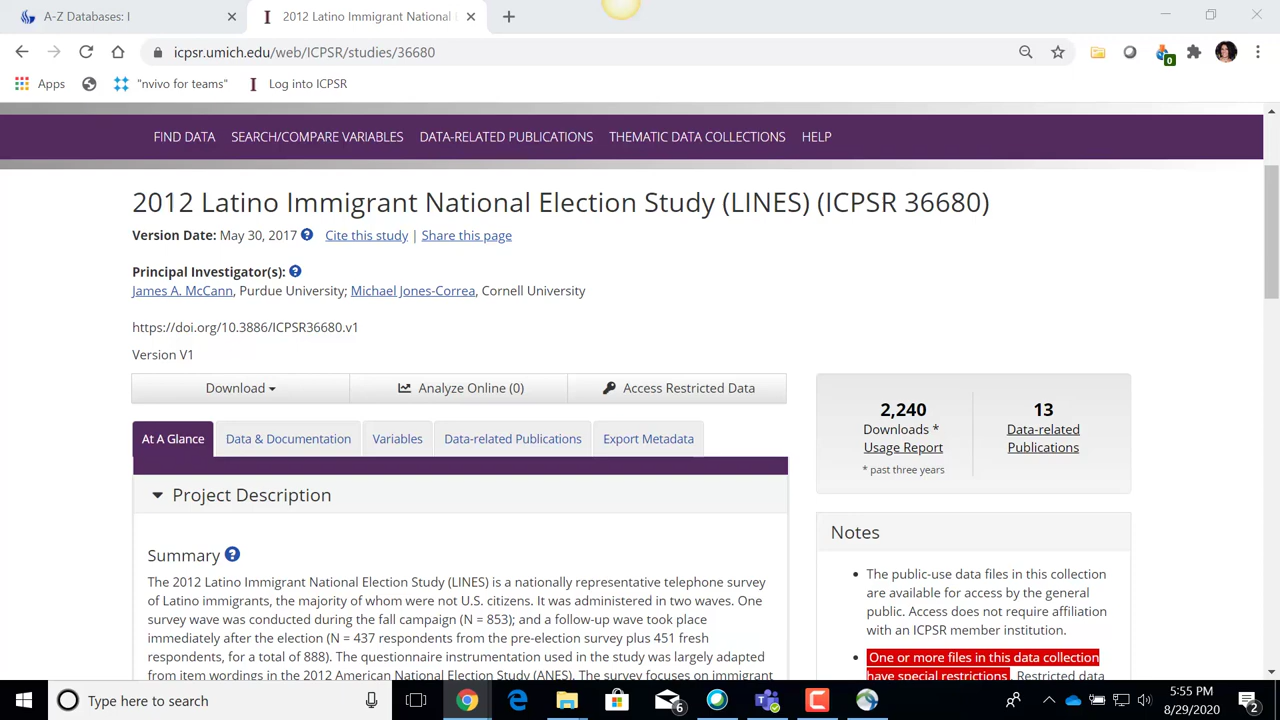 A-Z Databases: I
2012 Latino Immigrant National
icpsr.umich.edu/web/ICPSR/studies/36680
0
Apps
"nvivo for teams"
Log into ICPSR
FIND DATA
SEARCH/COMPARE VARIABLES
DATA-RELATED PUBLICATIONS
THEMATIC DATA COLLECTIONS
HELP
2012 Latino Immigrant National Election Study (LINES) (ICPSR 36680)
Version Date: May 30, 2017 ? Cite this study | Share this page
Principal Investigator(s): ?
James A. McCann, Purdue University; Michael Jones-Correa, Cornell University
https://doi.org/10.3886/ICPSR36680.v1
Version V1
Download
Analyze Online (0)
Access Restricted Data
At A Glance
Data & Documentation
Variables
Data-related Publications
Export Metadata
Project Description
Summary ?
The 2012 Latino Immigrant National Election Study (LINES) is a nationally representative telephone survey
of Latino immigrants, the majority of whom were not U.S. citizens. It was administered in two waves. One
survey wave was conducted during the fall campaign (N = 853); and a follow-up wave took place
immediately after the election (N = 437 respondents from the pre-election survey plus 451 fresh
respondents, for a total of 888). The questionnaire instrumentation used in the study was largely adapted
from item wordings in the 2012 American National Election Study (ANES). The survey focuses on immigrant
2,240
Downloads *
Usage Report
* past three years
13
Data-related
Publications
Notes
The public-use data files in this collection
are available for access by the general
public. Access does not require affiliation
with an ICPSR member institution.
One or more files in this data collection
have special restrictions. Restricted data
Type here to search
6
5:55 PM
8/29/2020
2